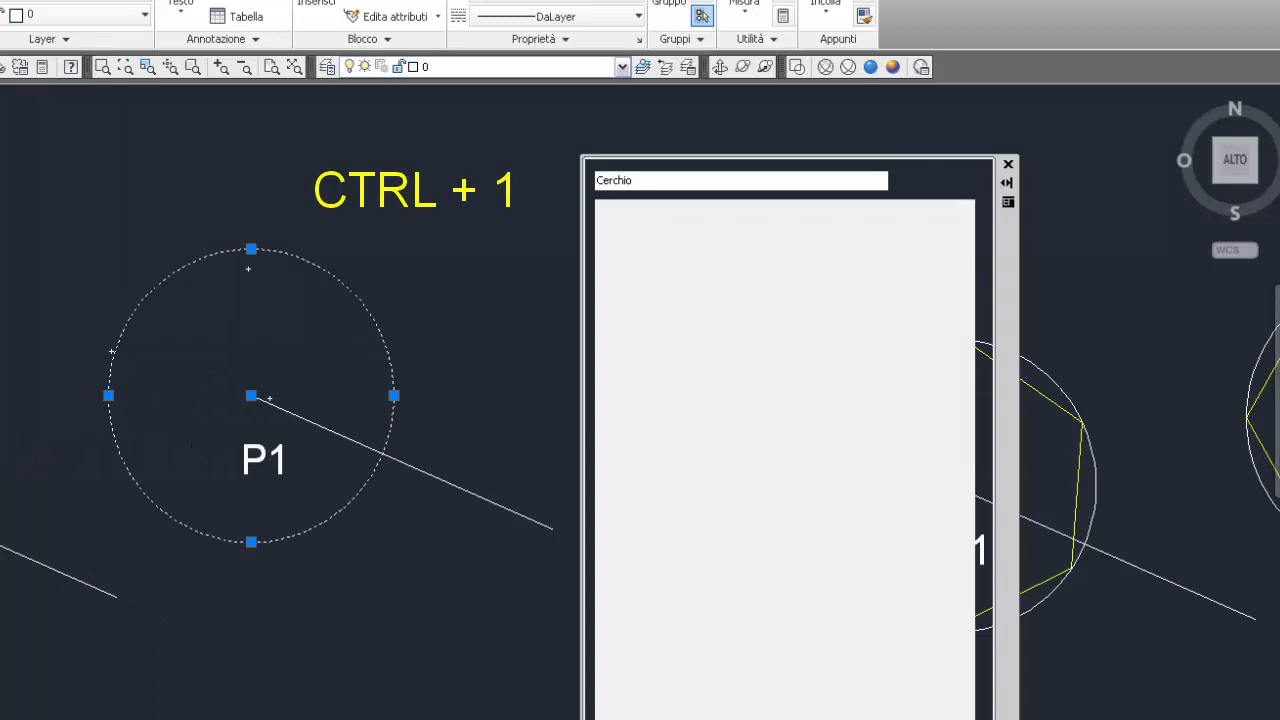 Testo
Inserisci
Gruppo
Misura
Incolla
0
Tabella
Edita attributi
DaLayer
Layer
Annotazione
Blocco
Proprietà
Gruppi
Utilità
Appunti
0
N
O
ALTO
S
WCS
CTRL + 1
Cerchio
P1
1